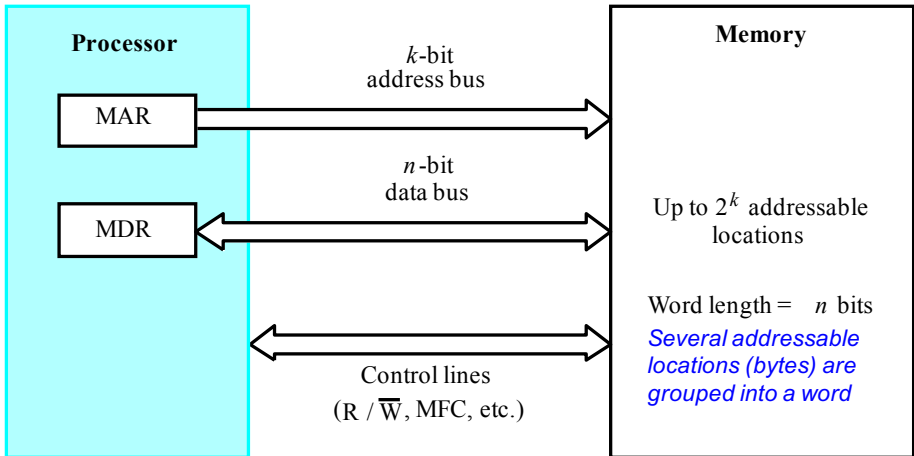 Processor
MAR
MDR
k-bit
address bus
n-bit
data bus
Control lines
(R / W̅, MFC, etc.)
Memory
Up to 2^k addressable
locations
Word length = n bits
Several addressable
locations (bytes) are
grouped into a word